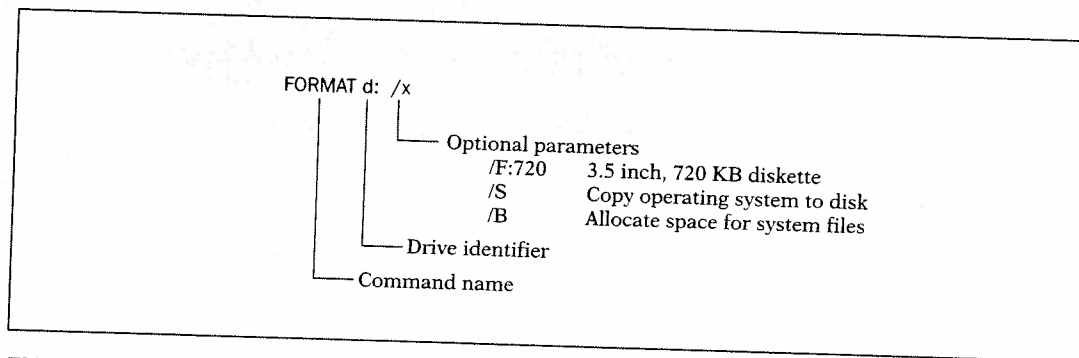 FORMAT d: /x
Optional parameters
/F:720 3.5 inch, 720 KB diskette
/S Copy operating system to disk
/B Allocate space for system files
Drive identifier
Command name